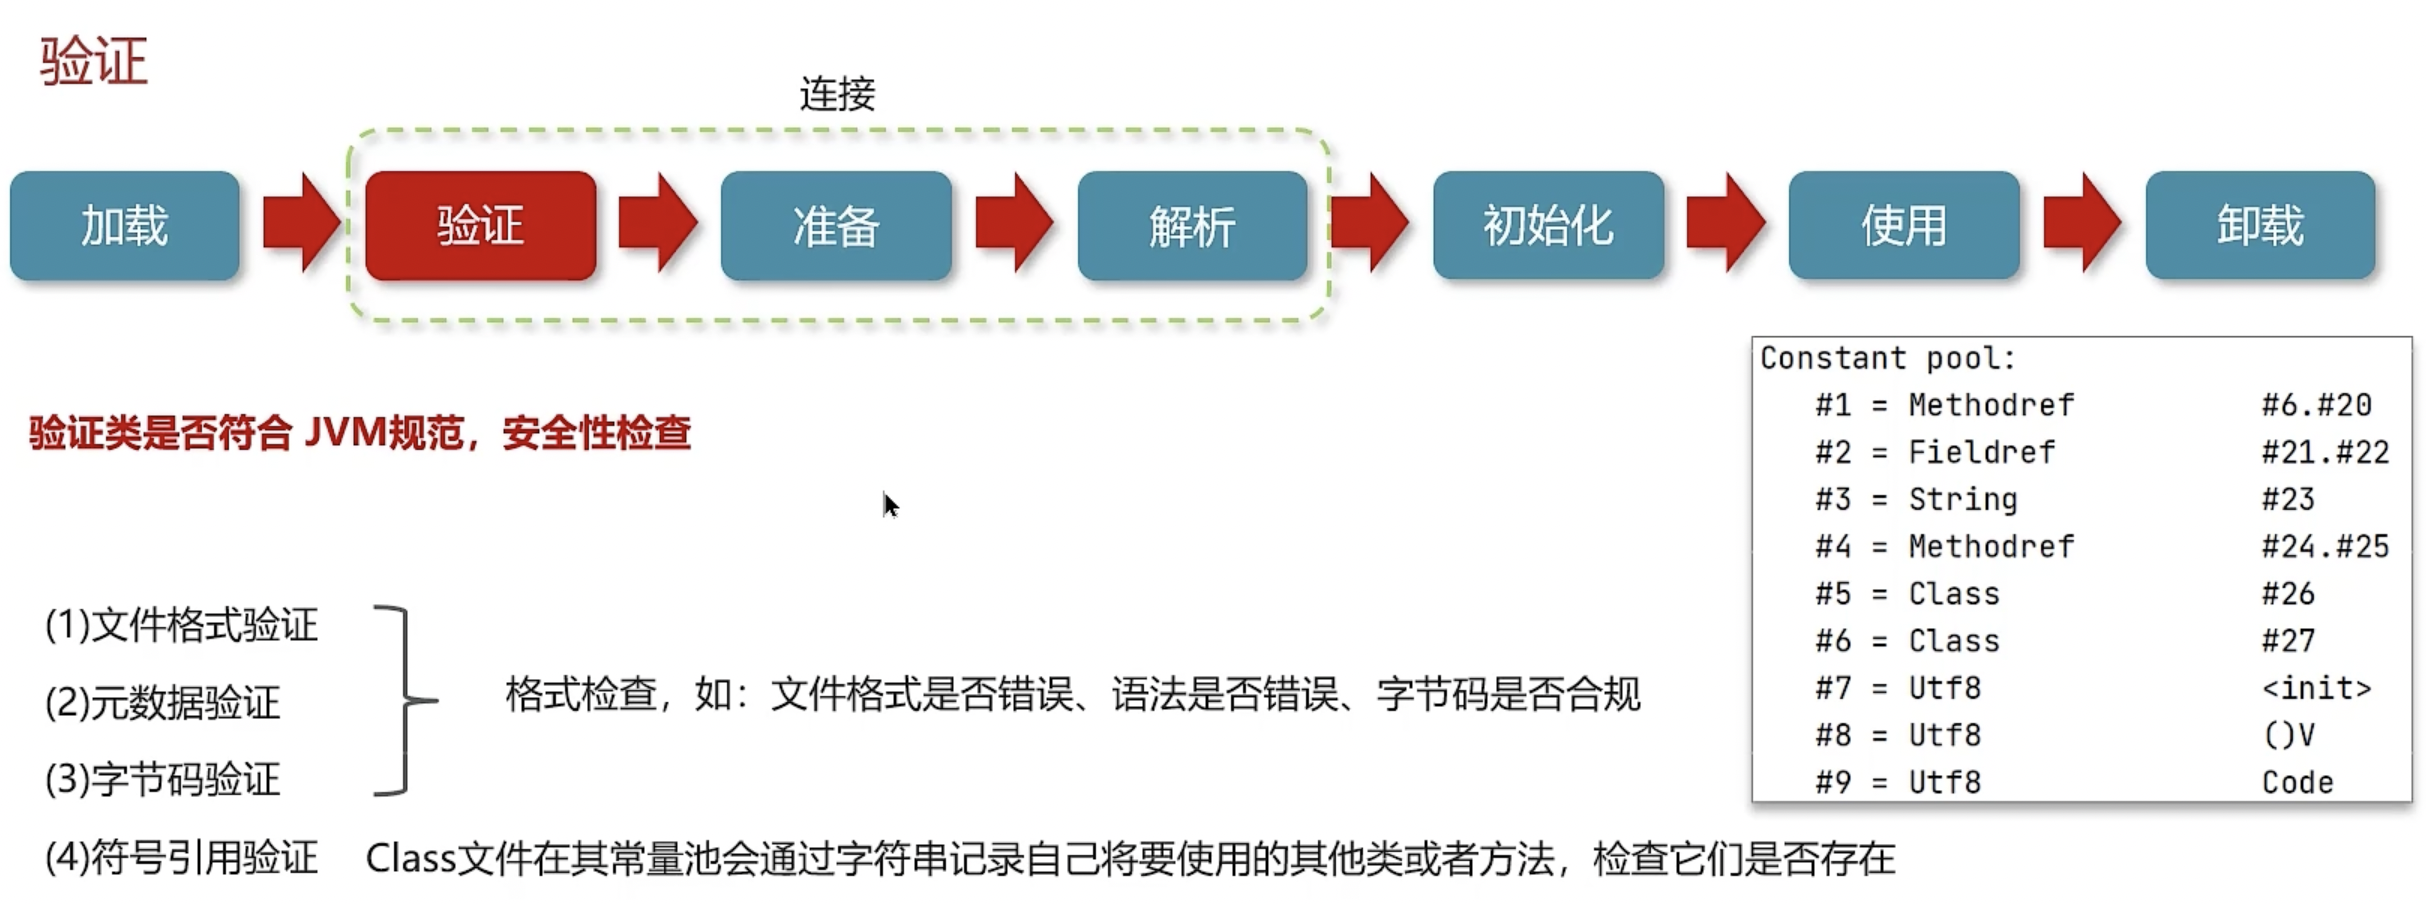 验证
连接
加载
验证
准备
解析
初始化
使用
卸载
验证类是否符合 JVM规范，安全性检查
Constant pool:
#1 = Methodref #6.#20
#2 = Fieldref #21.#22
#3 = String #23
#4 = Methodref #24.#25
#5 = Class #26
#6 = Class #27
#7 = Utf8 <init>
#8 = Utf8 ()V
#9 = Utf8 Code
(1)文件格式验证
(2)元数据验证
(3)字节码验证
格式检查，如：文件格式是否错误、语法是否错误、字节码是否合规
(4)符号引用验证 Class文件在其常量池会通过字符串记录自己将要使用的其他类或者方法，检查它们是否存在